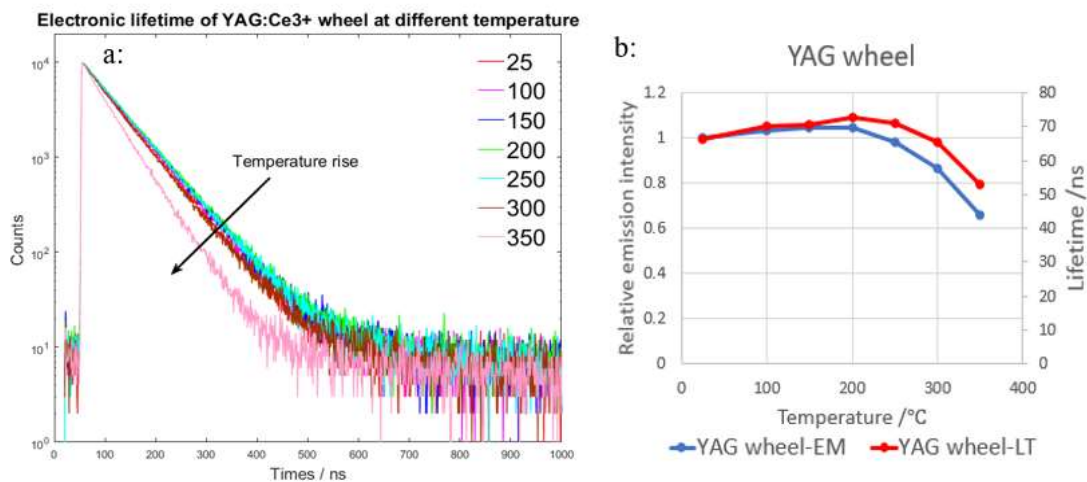 Electronic lifetime of YAG:Ce3+ wheel at different temperature
a:
25
100
150
200
250
300
350
Temperature rise
10^4
10^3
10^2
10^1
10^0
Counts
0 100 200 300 400 500 600 700 800 900 1000
Times / ns
b:
YAG wheel
1.2
1
0.8
0.6
0.4
0.2
0
Relative emission intensity
80
70
60
50
40
30
20
10
0
Lifetime /ns
0 100 200 300 400
Temperature /°C
YAG wheel-EM YAG wheel-LT